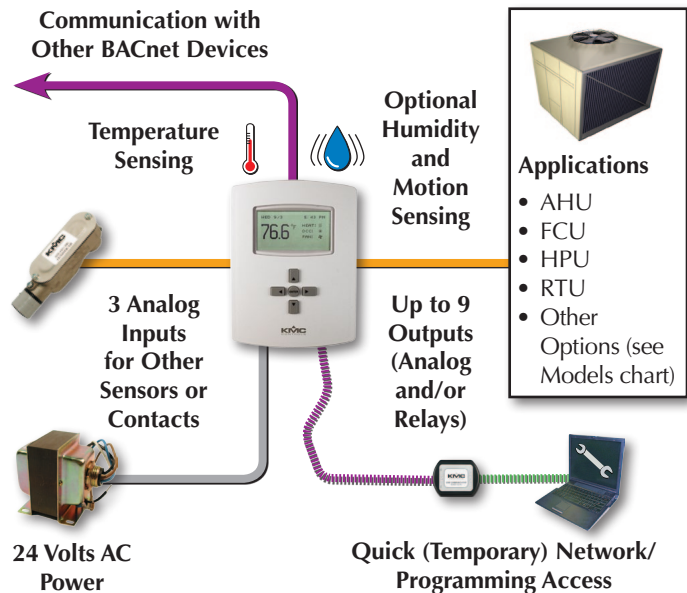 Communication with
Other BACnet Devices
Temperature
Sensing
Optional
Humidity
and
Motion
Sensing
Applications
• AHU
• FCU
• HPU
• RTU
• Other
Options (see
Models chart)
76.6°
KMC
3 Analog
Inputs
for Other
Sensors or
Contacts
Up to 9
Outputs
(Analog
and/or
Relays)
KMC
24 Volts AC
Power
Quick (Temporary) Network/
Programming Access